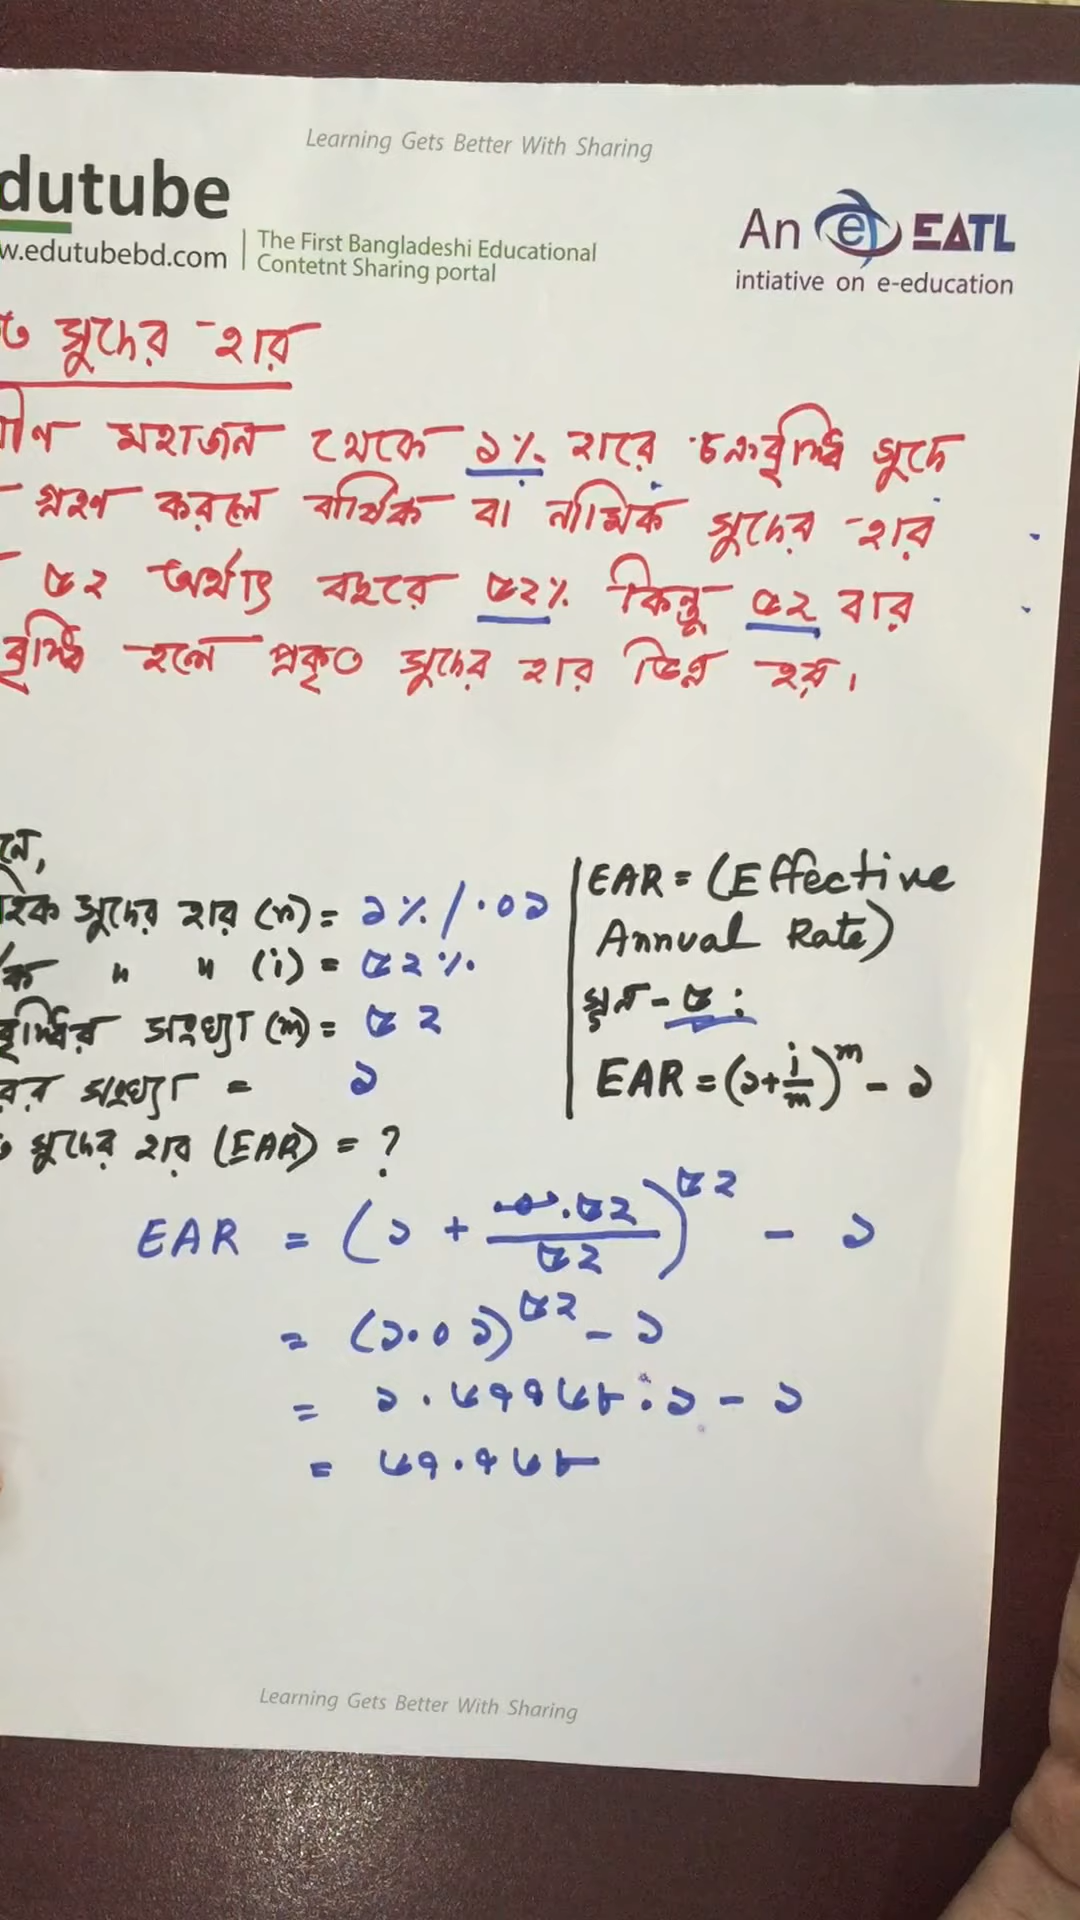 Learning Gets Better With Sharing
dutube
w.edutubebd.com
The First Bangladeshi Educational
Contetnt Sharing portal
An e EATL
intiative on e-education
সুদের হার
মহাজন থেকে ১% হারে চক্রবৃদ্ধি সুদে
গ্রহণ করলে বার্ষিক বা নামিক সুদের হার
৫২ অর্থাৎ বছরে ৫২% কিন্তু ৫২ বার
বৃদ্ধি হলে প্রকৃত সুদের হার ভিন্ন হয়।
নে,
হিক সুদের হার (n) = ১% / .০১
ক " " (i) = ৫২%
বৃদ্ধির সংখ্যা (m) = ৫২
রের সংখ্যা = ১
সুদের হার (EAR) = ?
EAR = (Effective
Annual Rate)
সূত্র - ৫ :
EAR = (১ + i/m)^m - ১
EAR = (১ + .৫২/৫২)^৫২ - ১
= (১.০১)^৫২ - ১
= ১.৬৭৭৬৮ - ১
= ৬৭.৭৬৮
Learning Gets Better With Sharing